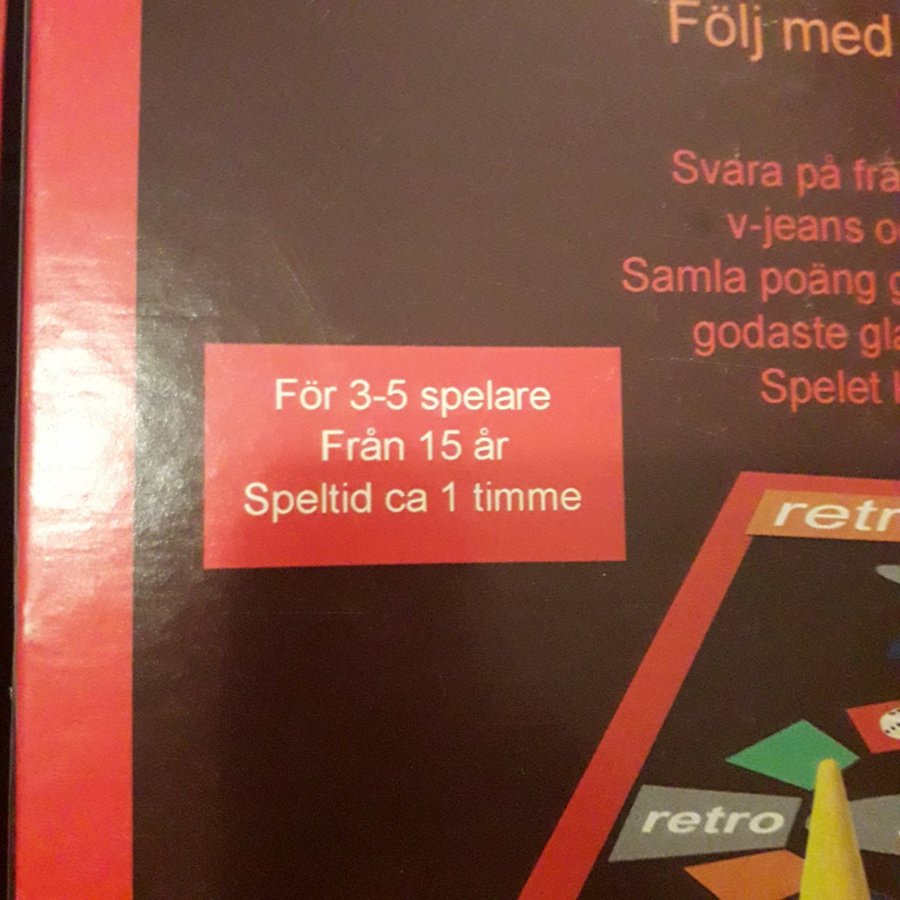 Följ med
Svara på
v-jeans
Samla poäng
godaste
Spelet
För 3-5 spelare
Från 15 år
Speltid ca 1 timme
retr
retro